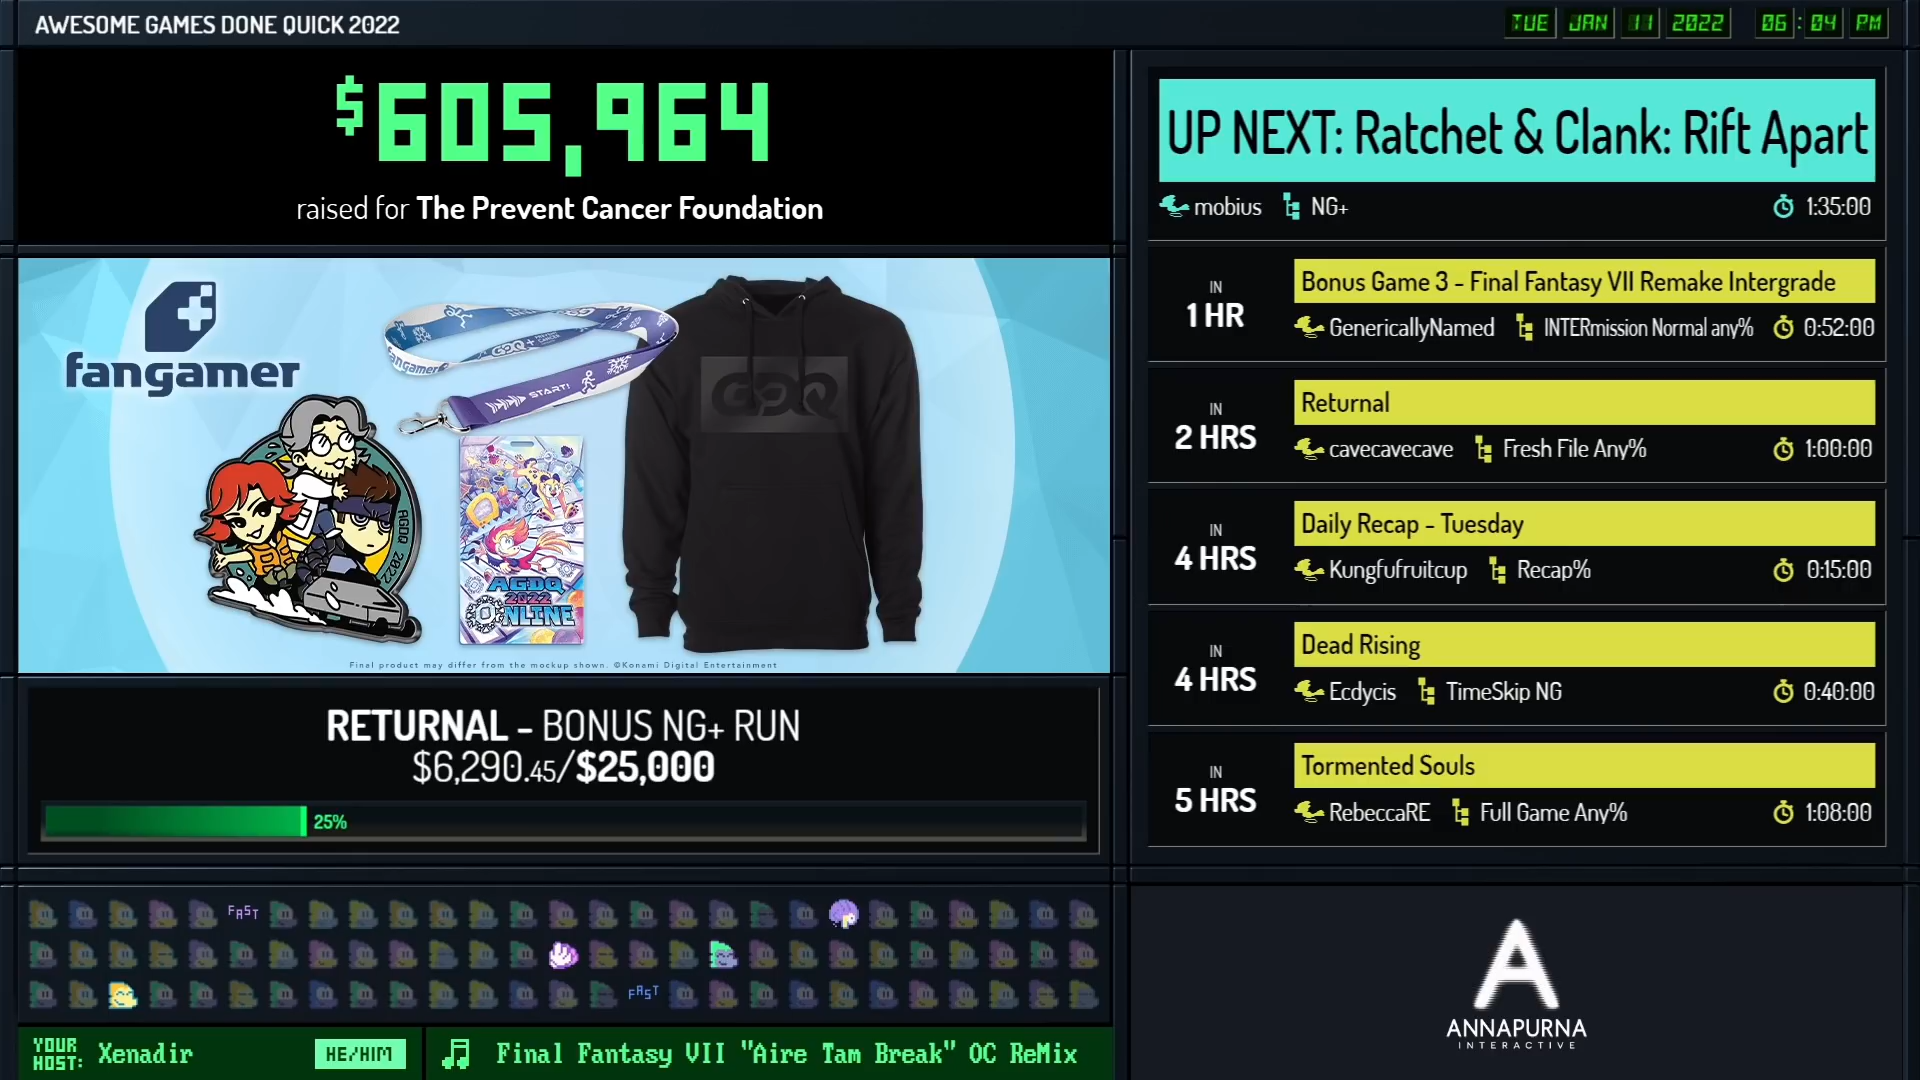 AWESOME GAMES DONE QUICK 2022
TUE JAN 11 2022 06:04 PM
$605,964
raised for The Prevent Cancer Foundation
fangamer
fangamer
GDQ
START!
GDQ
AGDQ 2022
AGDQ
2022
ONLINE
Final product may differ from the mockup shown. ©Konami Digital Entertainment
RETURNAL - BONUS NG+ RUN
$6,290.45/$25,000
25%
FAST
FAST
YOUR HOST: Xenadir HE/HIM
Final Fantasy VII "Aire Tam Break" OC ReMix
UP NEXT: Ratchet & Clank: Rift Apart
mobius NG+ 1:35:00
IN 1 HR
Bonus Game 3 - Final Fantasy VII Remake Intergrade
GenericallyNamed INTERmission Normal any% 0:52:00
IN 2 HRS
Returnal
cavecavecave Fresh File Any% 1:00:00
IN 4 HRS
Daily Recap - Tuesday
Kungfufruitcup Recap% 0:15:00
IN 4 HRS
Dead Rising
Ecdycis TimeSkip NG 0:40:00
IN 5 HRS
Tormented Souls
RebeccaRE Full Game Any% 1:08:00
A
ANNAPURNA
INTERACTIVE